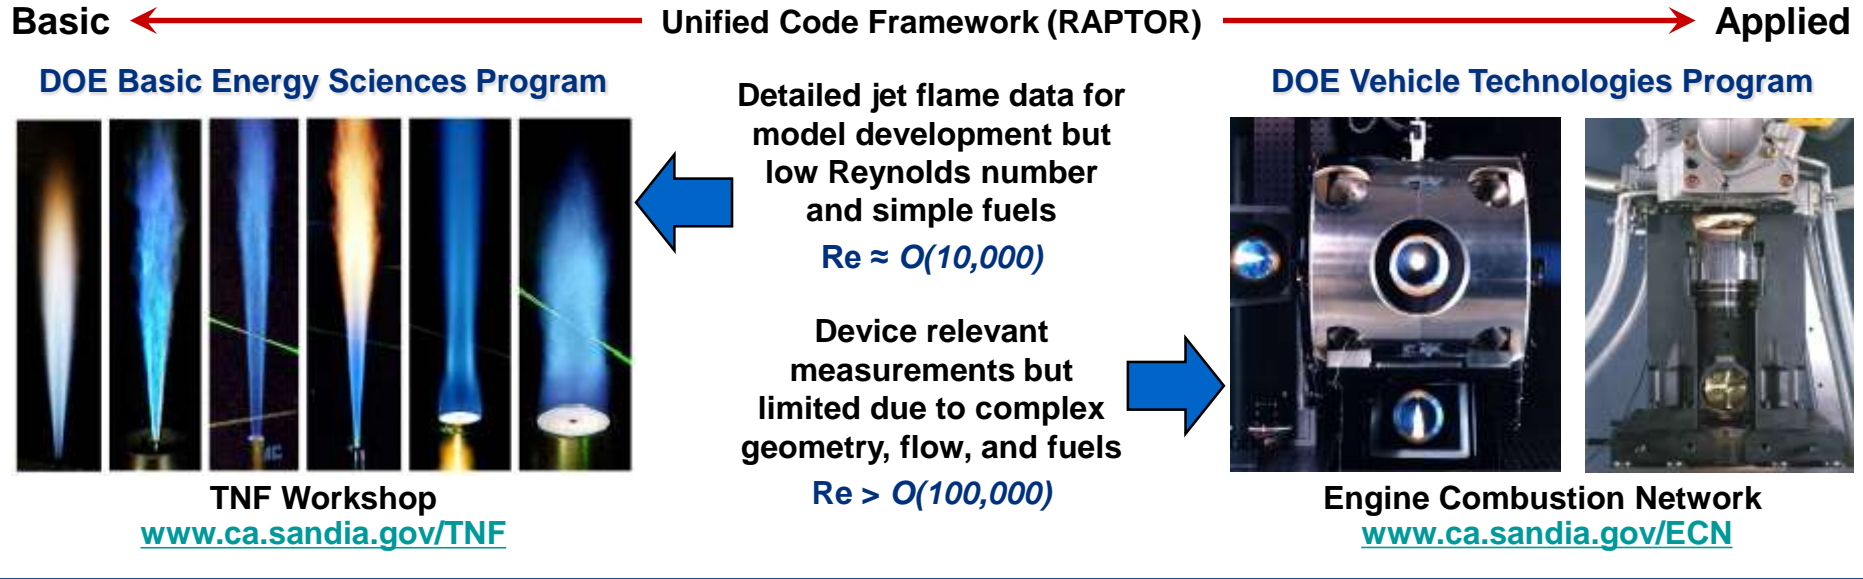 Basic
Unified Code Framework (RAPTOR)
Applied
DOE Basic Energy Sciences Program
Detailed jet flame data for
model development but
low Reynolds number
and simple fuels
Re ≈ O(10,000)
Device relevant
measurements but
limited due to complex
geometry, flow, and fuels
Re > O(100,000)
DOE Vehicle Technologies Program
TNF Workshop
www.ca.sandia.gov/TNF
Engine Combustion Network
www.ca.sandia.gov/ECN